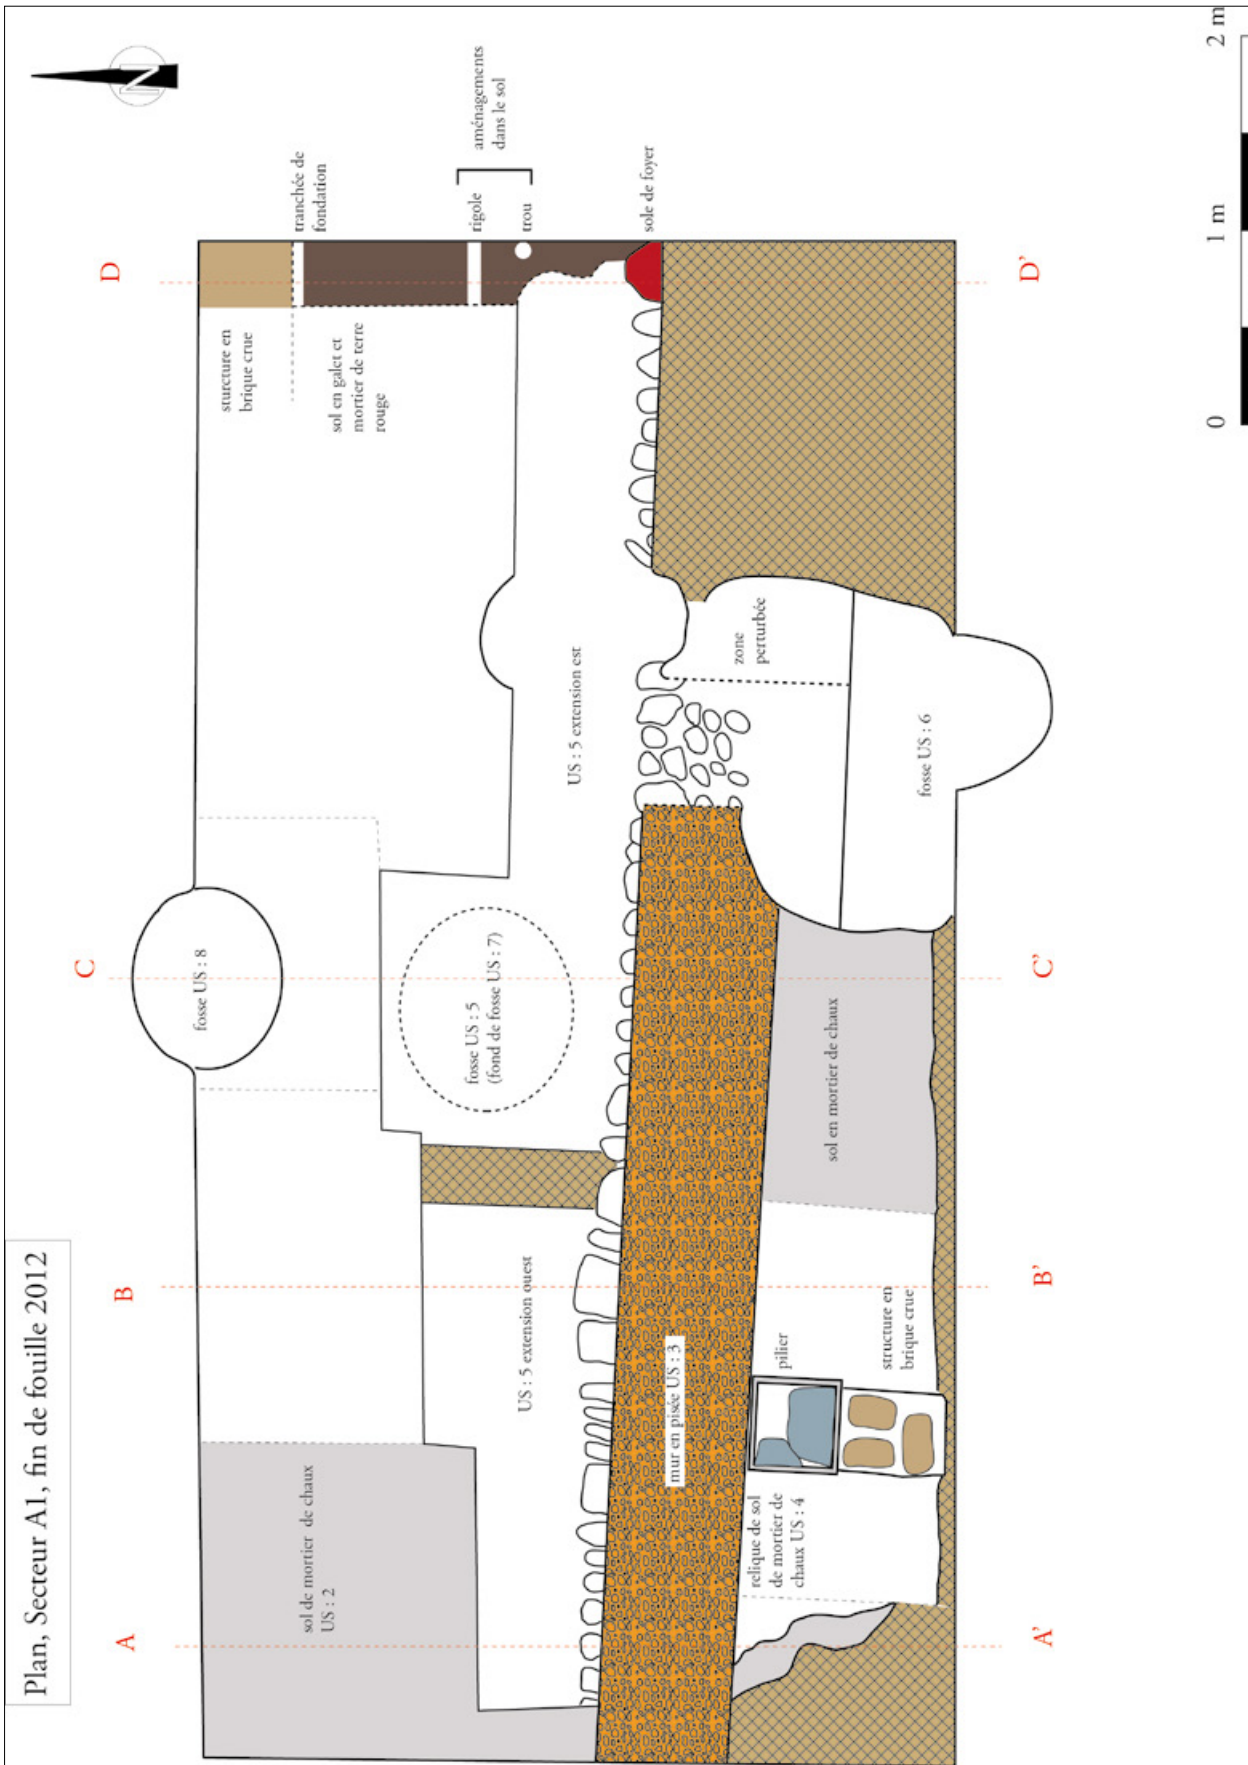 Plan, Secteur A1, fin de fouille 2012
A
B
C
D
sol de mortier de chaux
US : 2
fosse US : 8
sturcture en
brique crue
sol en galet et
mortier de terre
rouge
tranchée de
fondation
rigole
trou
aménagements
dans le sol
sole de foyer
N
US : 5 extension ouest
fosse US : 5
(fond de fosse US : 7)
US : 5 extension est
mur en pisée US : 3
relique de sol
de mortier de
chaux US : 4
pilier
structure en
brique crue
sol en mortier de chaux
zone
perturbée
fosse US : 6
A'
B'
C'
D'
0
1 m
2 m